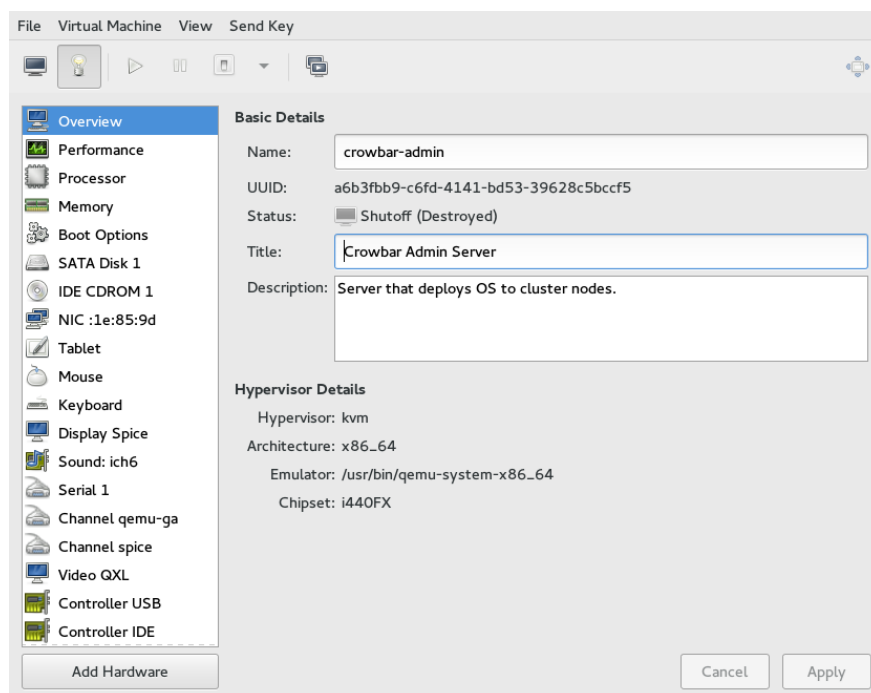 File Virtual Machine View Send Key
Overview
Performance
Processor
Memory
Boot Options
SATA Disk 1
IDE CDROM 1
NIC :1e:85:9d
Tablet
Mouse
Keyboard
Display Spice
Sound: ich6
Serial 1
Channel qemu-ga
Channel spice
Video QXL
Controller USB
Controller IDE
Add Hardware
Basic Details
Name: crowbar-admin
UUID: a6b3fbb9-c6fd-4141-bd53-39628c5bccf5
Status: Shutoff (Destroyed)
Title: Crowbar Admin Server
Description: Server that deploys OS to cluster nodes.
Hypervisor Details
Hypervisor: kvm
Architecture: x86_64
Emulator: /usr/bin/qemu-system-x86_64
Chipset: i440FX
Cancel Apply